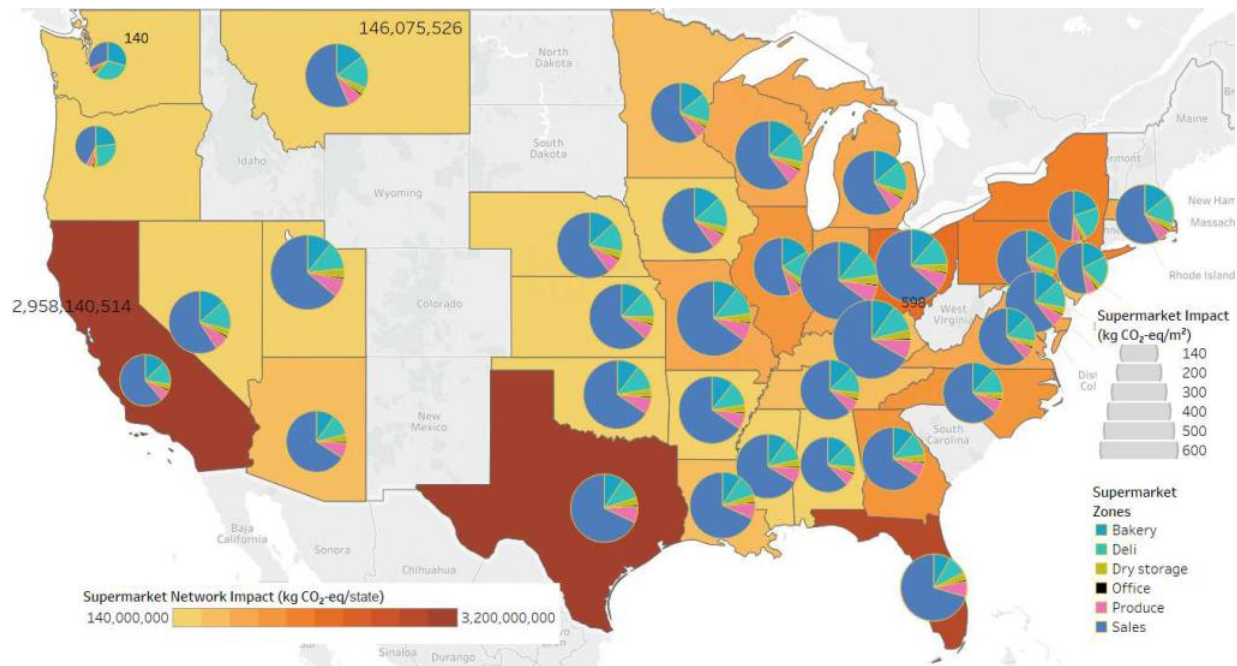 140
146,075,526
North
Dakota
Maine
South
Dakota
ermont
Idaho
Wyoming
New Ham
Massach
Rhode Island
Colorado
2,958,140,514
598
West
Virginia
Supermarket Impact
(kg CO₂-eq/m²)
140
200
300
400
500
600
Dist
Col
New
Mexico
South
Carolina
Baja
California
Sonora
Chihuahua
Supermarket
Zones
Bakery
Deli
Dry storage
Office
Produce
Sales
Supermarket Network Impact (kg CO₂-eq/state)
140,000,000
3,200,000,000
Sinaloa
Durango